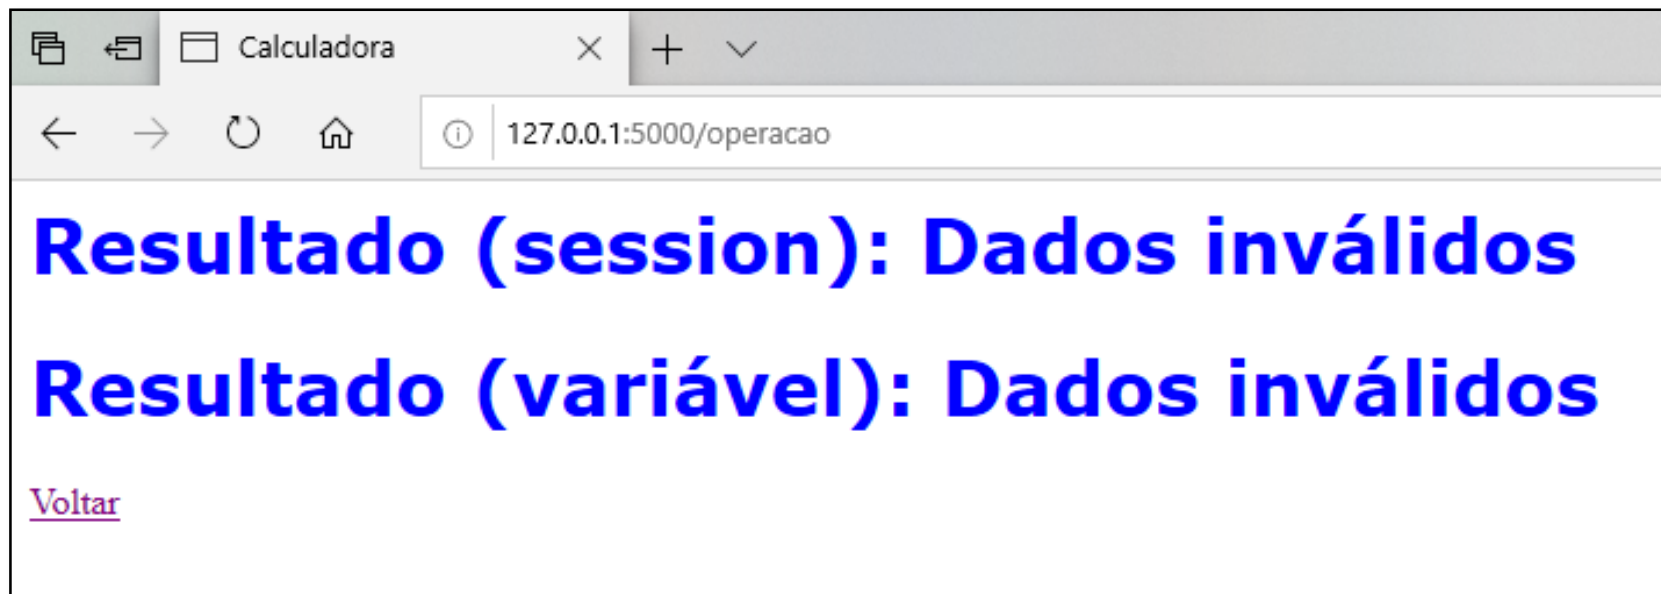 Calculadora
127.0.0.1:5000/operacao
Resultado (session): Dados inválidos
Resultado (variável): Dados inválidos
Voltar